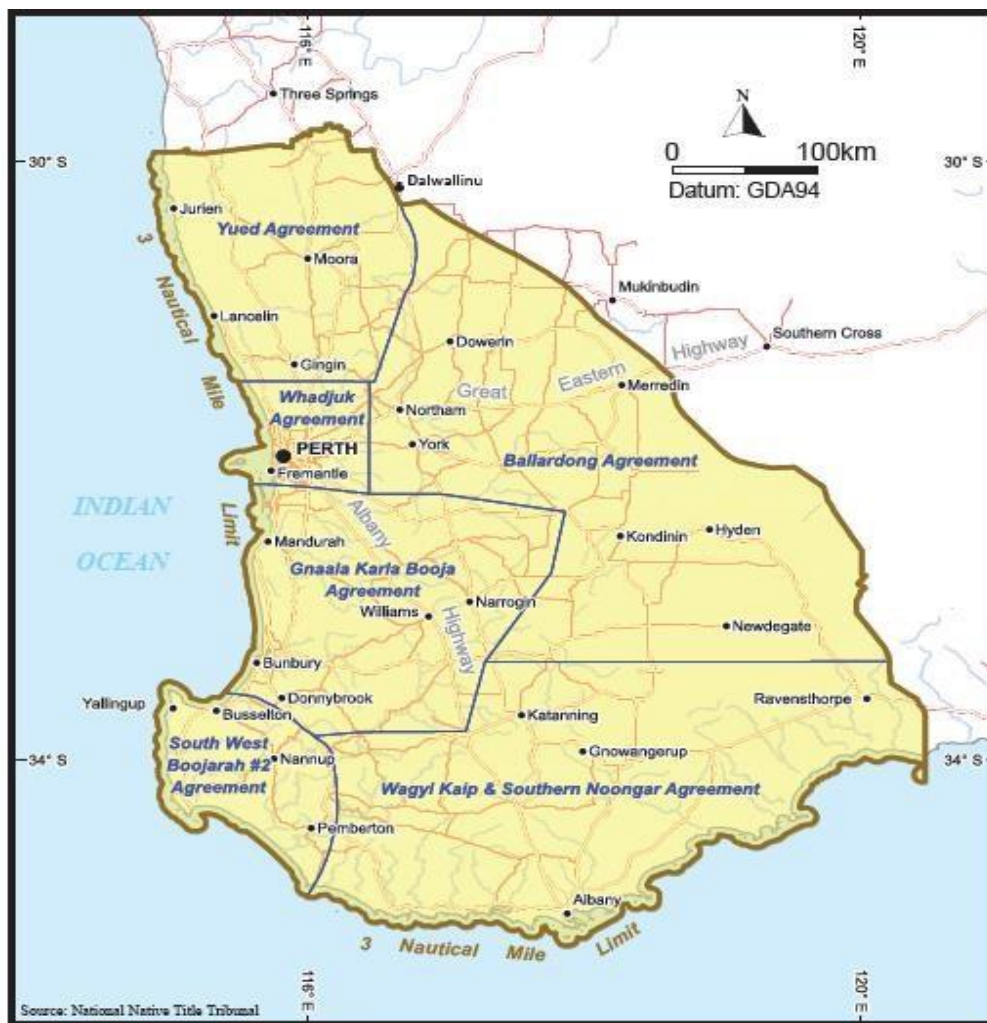 116° E
120° E
Three Springs
N
0 100km
Datum: GDA94
30° S
30° S
Dalwallinu
Jurien
Yued Agreement
3 Nautical Mile Limit
Moora
Mukinbudin
Lancelin
Southern Cross
Dowerin
Great Eastern Highway
Gingin
Merredin
Whadjuk
Agreement
Northam
York
PERTH
Ballardong Agreement
Fremantle
INDIAN
OCEAN
Albany Highway
Mandurah
Kondinin
Hyden
Gnaala Karla Booja
Agreement
Narrogin
Williams
Newdegate
Bunbury
Donnybrook
Ravensthorpe
Yallingup
Busselton
Katanning
South West
Boojarah #2
Agreement
Nannup
Gnowangerup
34° S
34° S
Wagyl Kaip & Southern Noongar Agreement
Pemberton
Albany
3 Nautical Mile Limit
116° E
120° E
Source: National Native Title Tribunal